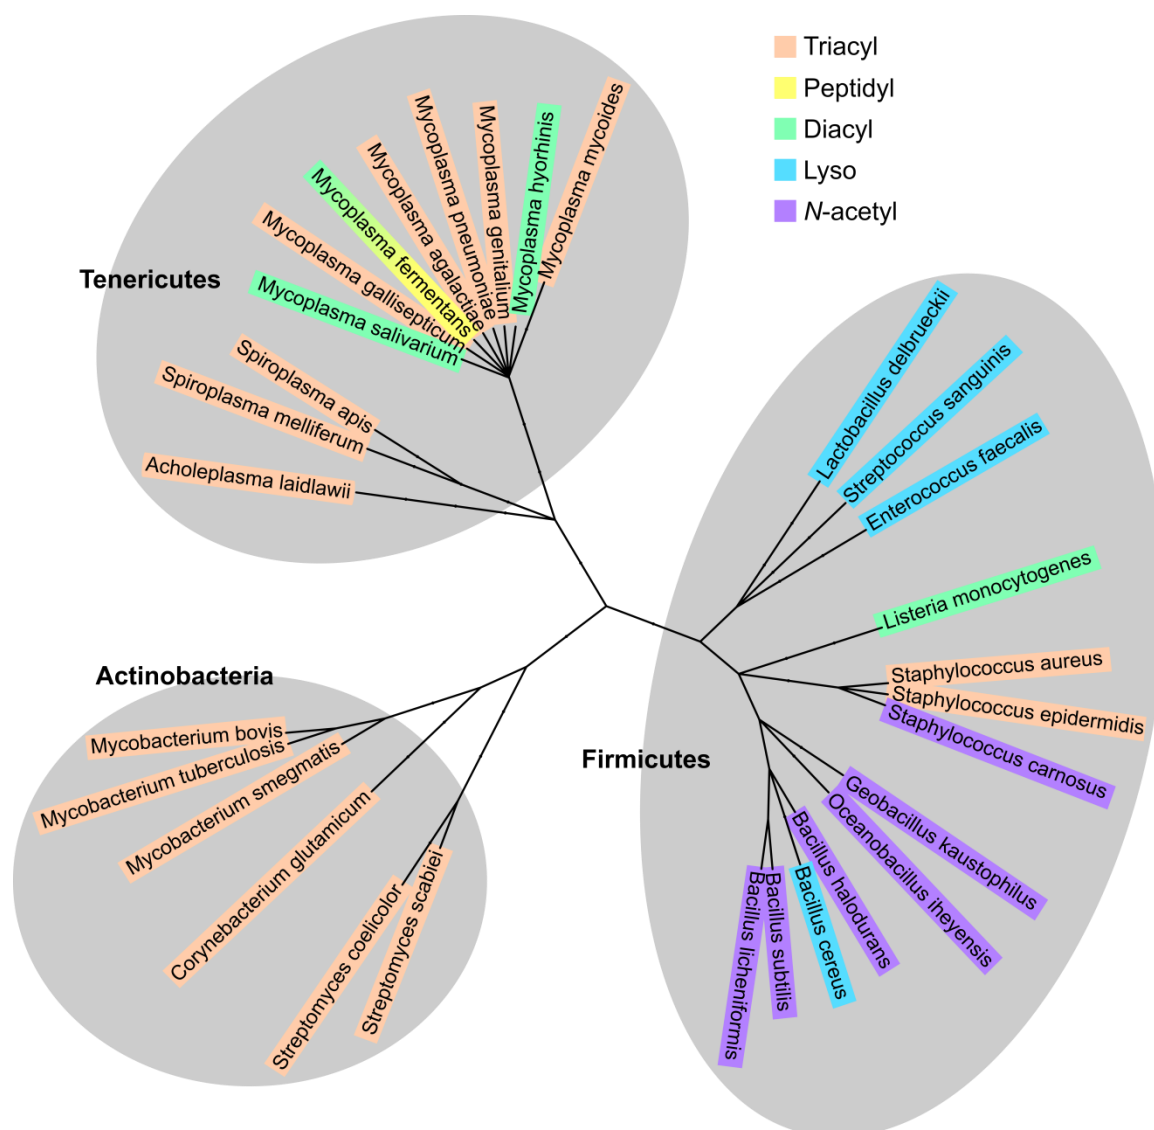 Triacyl
Peptidyl
Diacyl
Lyso
N-acetyl
Tenericutes
Mycoplasma mycoides
Mycoplasma hyorhinis
Mycoplasma genitalium
Mycoplasma pneumoniae
Mycoplasma agalactiae
Mycoplasma fermentans
Mycoplasma gallisepticum
Mycoplasma salivarium
Spiroplasma apis
Spiroplasma melliferum
Acholeplasma laidlawii
Lactobacillus delbrueckii
Streptococcus sanguinis
Enterococcus faecalis
Listeria monocytogenes
Staphylococcus aureus
Staphylococcus epidermidis
Staphylococcus carnosus
Firmicutes
Geobacillus kaustophilus
Oceanobacillus iheyensis
Bacillus halodurans
Bacillus cereus
Bacillus subtilis
Bacillus licheniformis
Actinobacteria
Mycobacterium bovis
Mycobacterium tuberculosis
Mycobacterium smegmatis
Corynebacterium glutamicum
Streptomyces coelicolor
Streptomyces scabiei